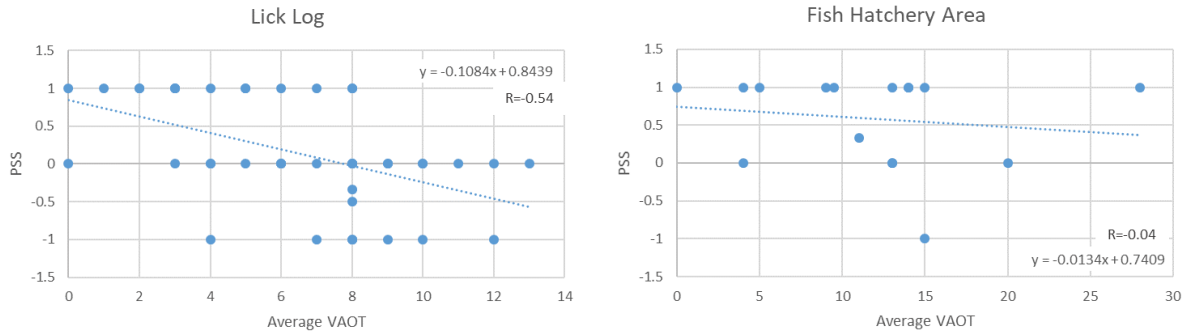 Lick Log
1.5
y = -0.1084x + 0.8439
1
R=-0.54
0.5
PSS
0
-0.5
-1
-1.5
0 2 4 6 8 10 12 14
Average VAOT
Fish Hatchery Area
1.5
1
0.5
PSS
0
-0.5
-1
R=-0.04
y = -0.0134x + 0.7409
-1.5
0 5 10 15 20 25 30
Average VAOT